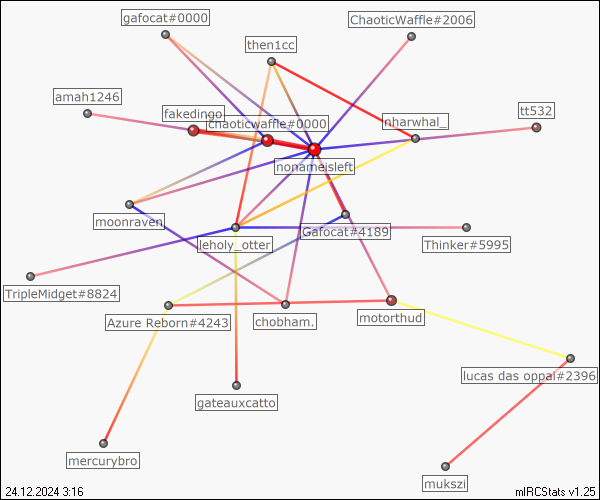 gafocat#0000
ChaoticWaffle#2006
then1cc
amah1246
fakedingo
chaoticwaffle#0000
nharwhal_
tt532
nonameisleft
moonraven
leholy_otter
Gafocat#4189
Thinker#5995
TripleMidget#8824
Azure Reborn#4243
chobham.
motorthud
lucas das oppal#2396
gateauxcatto
mercurybro
mukszi
24.12.2024 3:16
mIRCStats v1.25